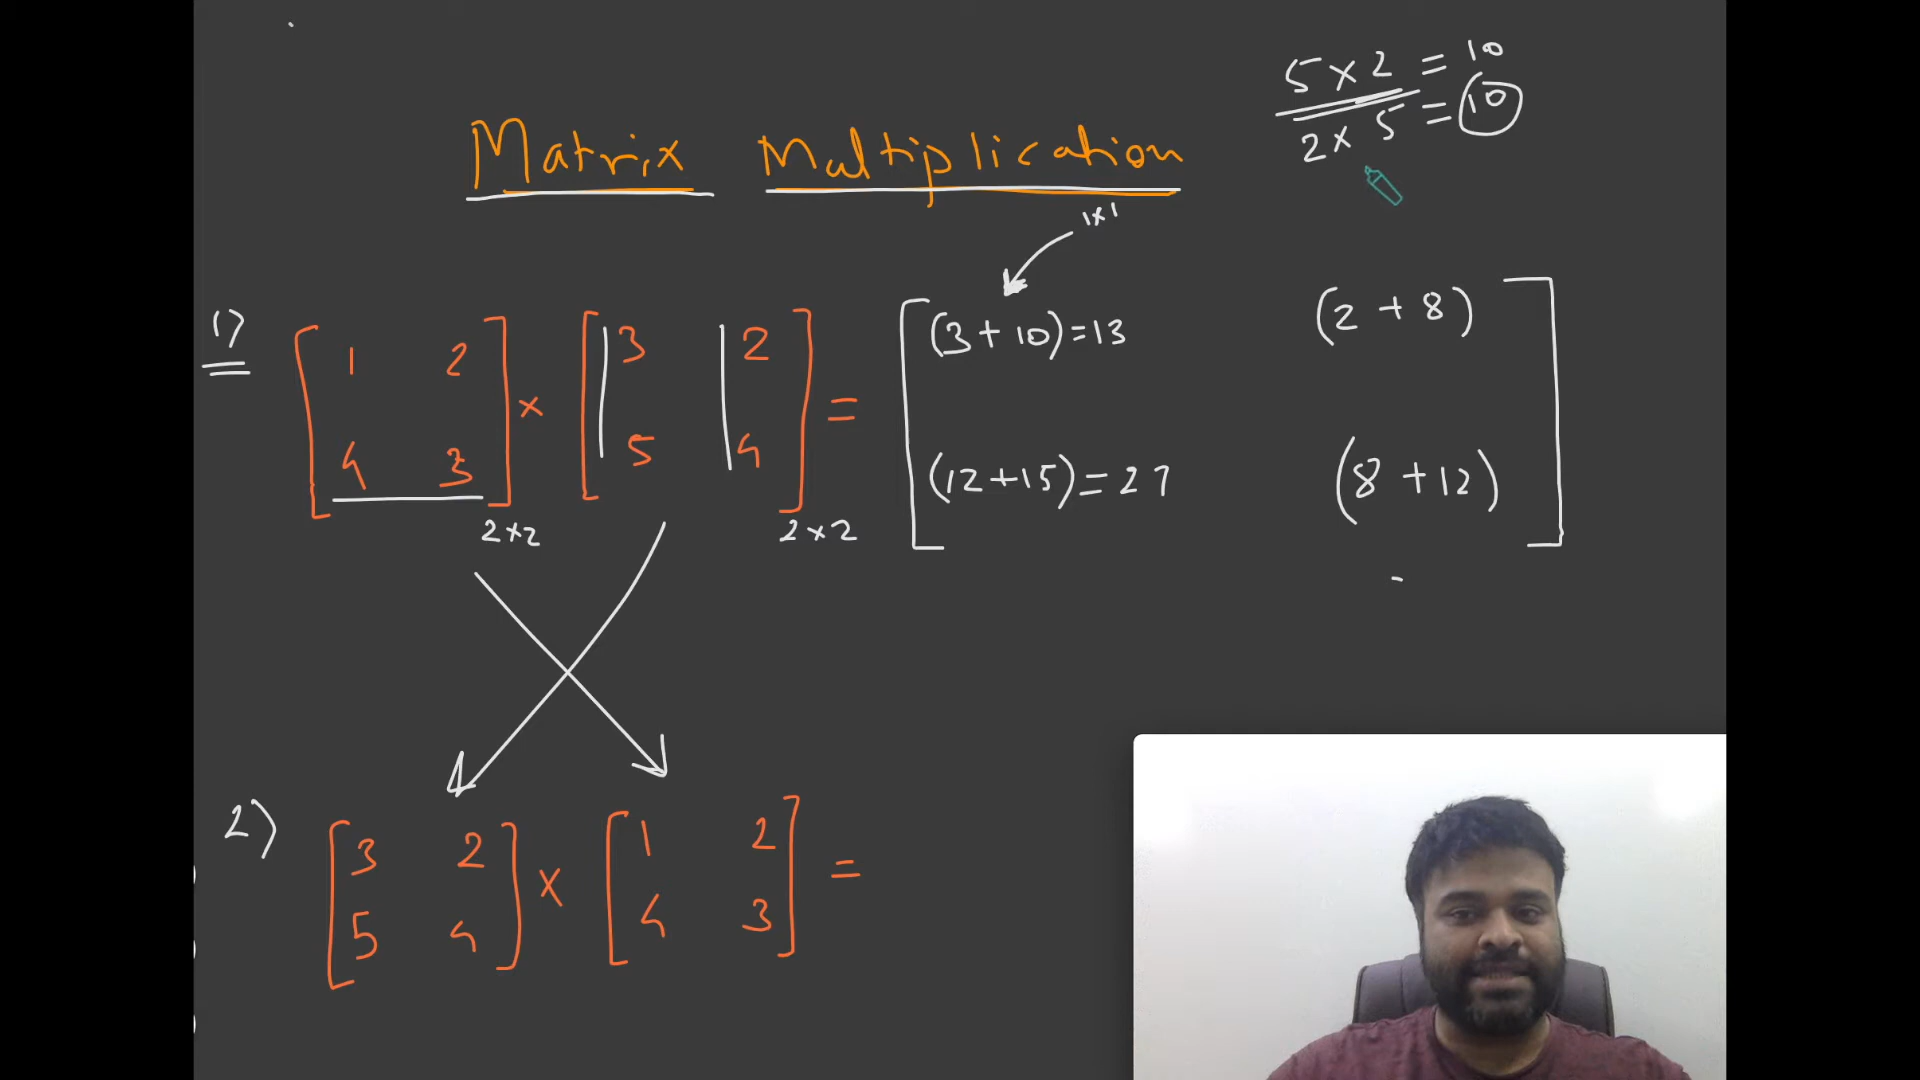 5 x 2 = 10
2 x 5 = 10
Matrix Multiplication
1x1
1)
1 2
4 3
2x2
x
3 2
5 4
2x2
=
(3 + 10) = 13 (2 + 8)
(12 + 15) = 27 (8 + 12)
2)
3 2
5 4
x
1 2
4 3
=